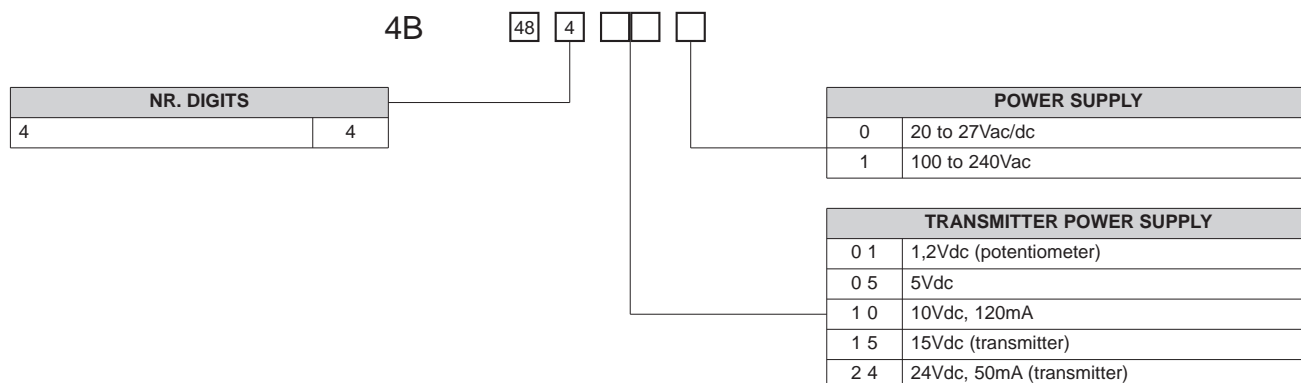 4B 48 4
NR. DIGITS
4 4
POWER SUPPLY
0 20 to 27Vac/dc
1 100 to 240Vac
TRANSMITTER POWER SUPPLY
0 1 1,2Vdc (potentiometer)
0 5 5Vdc
1 0 10Vdc, 120mA
1 5 15Vdc (transmitter)
2 4 24Vdc, 50mA (transmitter)